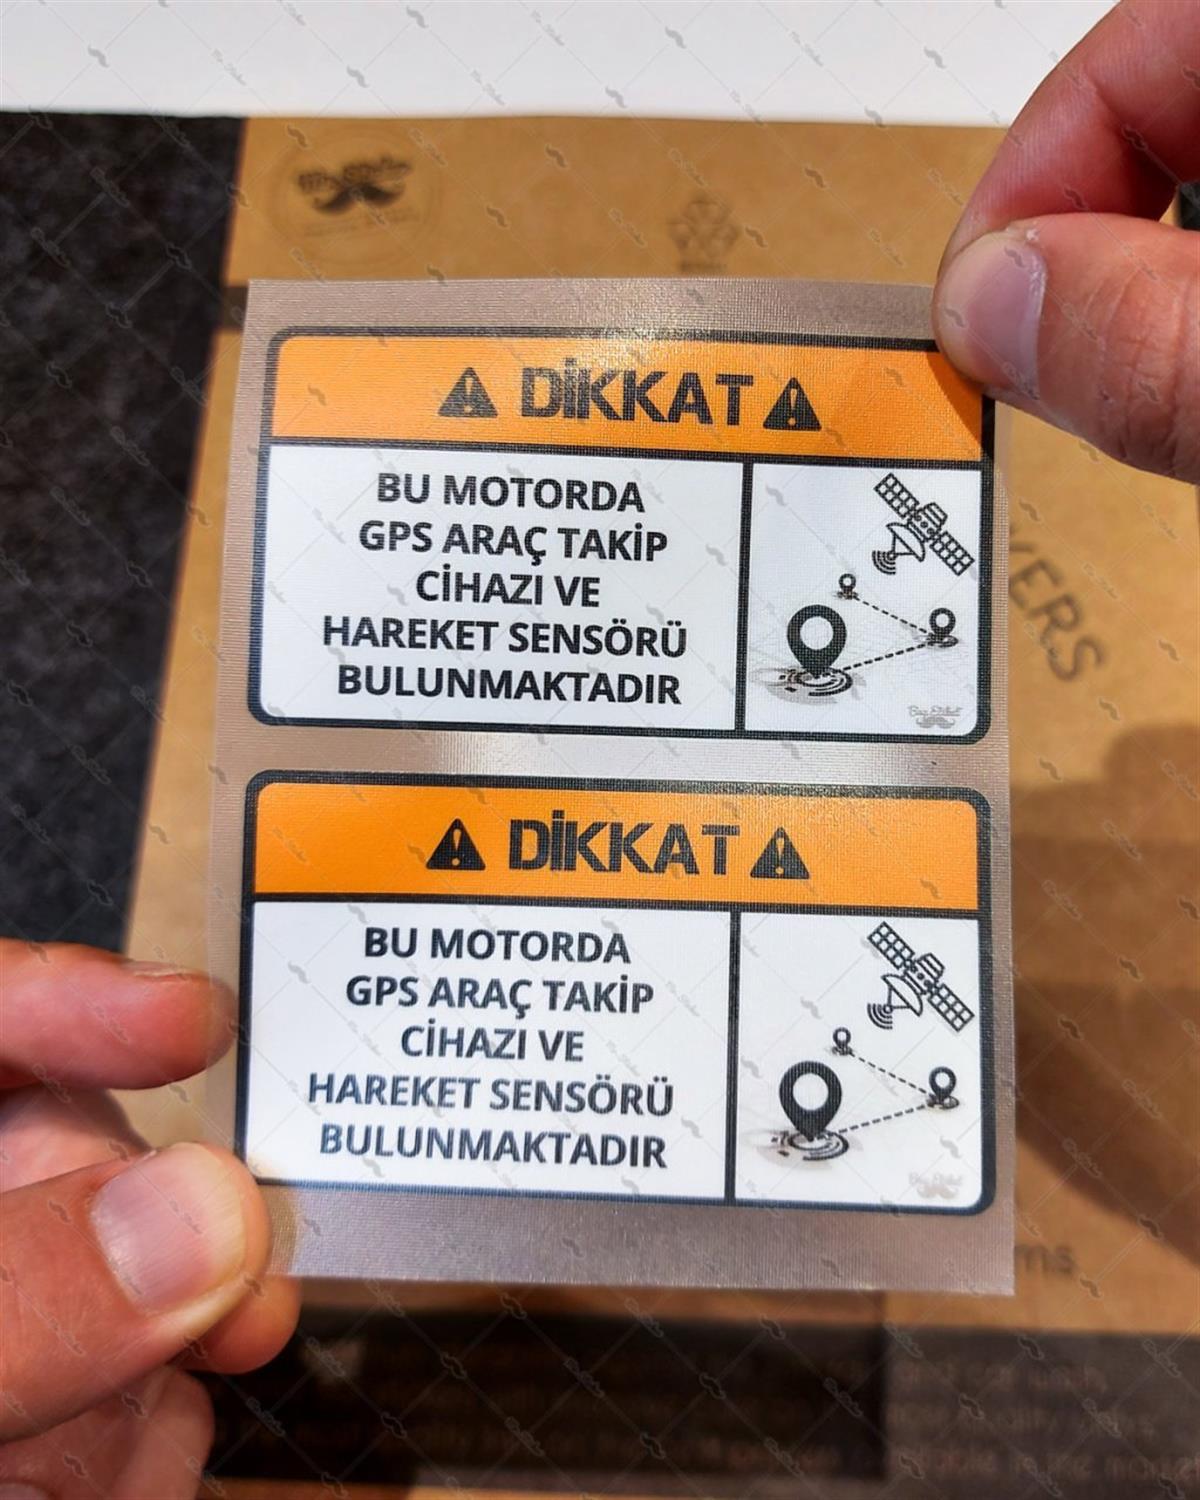 DİKKAT
BU MOTORDA
GPS ARAÇ TAKİP
CİHAZI VE
HAREKET SENSÖRÜ
BULUNMAKTADIR
DİKKAT
BU MOTORDA
GPS ARAÇ TAKİP
CİHAZI VE
HAREKET SENSÖRÜ
BULUNMAKTADIR